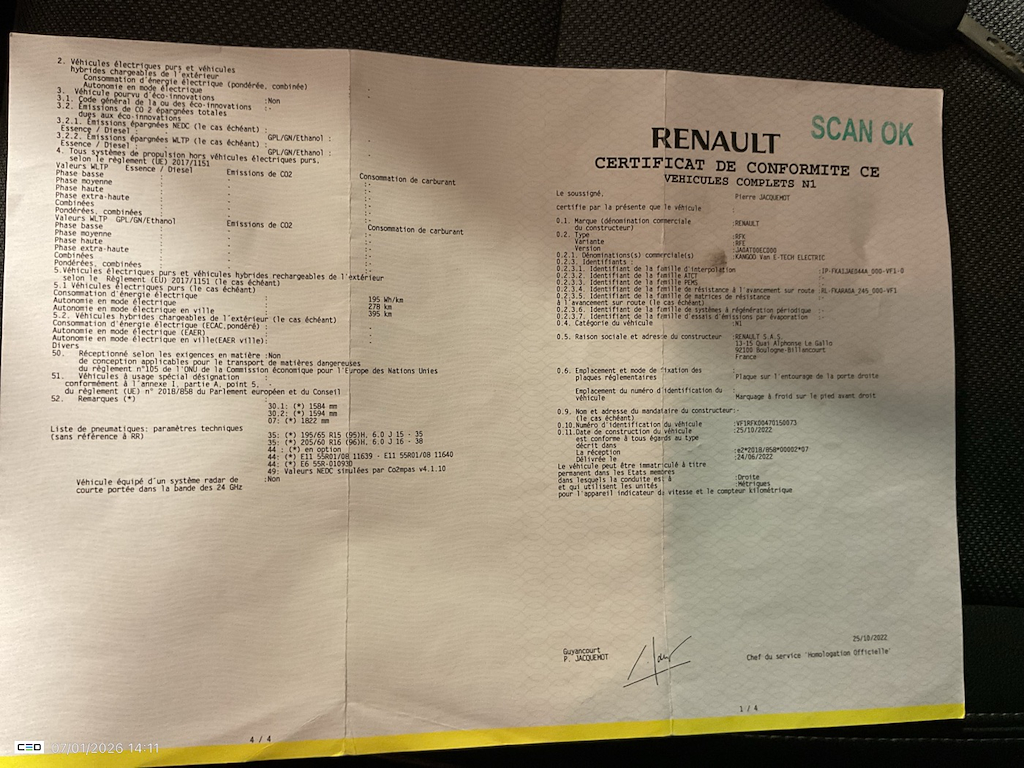 2. Véhicules électriques purs et véhicules
hybrides chargeables de l'extérieur
Consommation d'énergie électrique (pondérée, combinée)
Autonomie en mode électrique
3. Véhicule pourvu d'éco-innovations
3.1. Code général de la ou des éco-innovations :Non
3.2. Emissions de CO 2 épargnées totales :-
dues aux éco-innovations
3.2.1. Emissions épargnées NEDC (le cas échéant) :
Essence / Diesel : GPL/GN/Ethanol :
3.2.2. Emissions épargnées WLTP (le cas échéant) :
Essence / Diesel : GPL/GN/Ethanol :
4. Tous systèmes de propulsion hors véhicules électriques purs,
selon le règlement (UE) 2017/1151
Valeurs WLTP Essence / Diesel Emissions de CO2 Consommation de carburant
Phase basse
Phase moyenne
Phase haute
Phase extra-haute
Combinées
Pondérées, combinées
Valeurs WLTP GPL/GN/Ethanol Emissions de CO2 Consommation de carburant
Phase basse
Phase moyenne
Phase haute
Phase extra-haute
Combinées
Pondérées, combinées
5.Véhicules électriques purs et véhicules hybrides rechargeables de l'extérieur
selon le Règlement (EU) 2017/1151 (le cas échéant)
5.1 Véhicules électriques purs (le cas échéant)
Consommation d'énergie électrique : 195 Wh/km
Autonomie en mode électrique : 278 km
Autonomie en mode électrique en ville : 395 km
5.2. Véhicules hybrides chargeables de l'extérieur (le cas échéant)
Consommation d'énergie électrique (ECAC,pondéré) :
Autonomie en mode électrique (EAER)
Autonomie en mode électrique en ville(EAER ville):
Divers
50. Réceptionné selon les exigences en matière :Non
de conception applicables pour le transport de matières dangereuses
du règlement n°105 de l'ONU de la Commission économique pour l'Europe des Nations Unies
51. Véhicules à usage spécial désignation :
conformément à l'annexe I, partie A, point 5,
du règlement (UE) n° 2018/858 du Parlement européen et du Conseil
52. Remarques (*)
30.1: (*) 1584 mm
30.2: (*) 1594 mm
07: (*) 1822 mm
Liste de pneumatiques: paramètres techniques
(sans référence à RR)
35: (*) 195/65 R15 (95)H, 6.0 J 15 - 35
35: (*) 205/60 R16 (96)H, 6.0 J 16 - 38
44 : (*) en option
44: (*) E11 55R01/08 11639 - E11 55R01/08 11640
44: (*) E6 55R-010930
49: Valeurs NEDC simulées par Co2mpas v4.1.10
Véhicule équipé d'un système radar de :Non
courte portée dans la bande des 24 GHz
4 / 4
RENAULT
SCAN OK
CERTIFICAT DE CONFORMITE CE
VEHICULES COMPLETS N1
Le soussigné, Pierre JACQUEMOT
certifie par la présente que le véhicule :
0.1. Marque (dénomination commerciale :RENAULT
du constructeur)
0.2. Type :RFK
Variante :RFE
Version :JA0AT00EC000
0.2.1. Dénominations(s) commerciale(s) :KANGOO Van E-TECH ELECTRIC
0.2.3. Identifiants :
0.2.3.1. Identifiant de la famille d'interpolation :IP-FKA1JAE044A_000-VF1-0
0.2.3.2. Identifiant de la famille ATCT :-
0.2.3.3. Identifiant de la famille PEMS :-
0.2.3.4. Identifiant de la famille de résistance à l'avancement sur route :RL-FKARADA_245_000-VF1
0.2.3.5. Identifiant de la famille de matrices de résistance :-
à l'avancement sur route (le cas échéant)
0.2.3.6. Identifiant de la famille de systèmes à régénération périodique :-
0.2.3.7. Identifiant de la famille d'essais d'émissions par évaporation :-
0.4. Catégorie du véhicule :N1
0.5. Raison sociale et adresse du constructeur :RENAULT S.A.S.
13-15 Quai Alphonse Le Gallo
92100 Boulogne-Billancourt
France
0.6. Emplacement et mode de fixation des
plaques réglementaires : Plaque sur l'entourage de la porte droite
Emplacement du numéro d'identification du
véhicule : Marquage à froid sur le pied avant droit
0.9. Nom et adresse du mandataire du constructeur:-
(le cas échéant)
0.10.Numéro d'identification du véhicule :VF1RFK00470150073
0.11.Date de construction du véhicule :25/10/2022
est conforme à tous égards au type
décrit dans
La réception :e2*2018/858*00002*07
Délivrée le :24/06/2022
Le véhicule peut être immatriculé à titre
permanent dans les Etats membres
dans lesquels la conduite est à :Droite
et qui utilisent les unités :Métriques
pour l'appareil indicateur de vitesse et le compteur kilométrique
Guyancourt
P. JACQUEMOT
25/10/2022
Chef du service 'Homologation Officielle'
1 / 4
07/01/2026 14:11